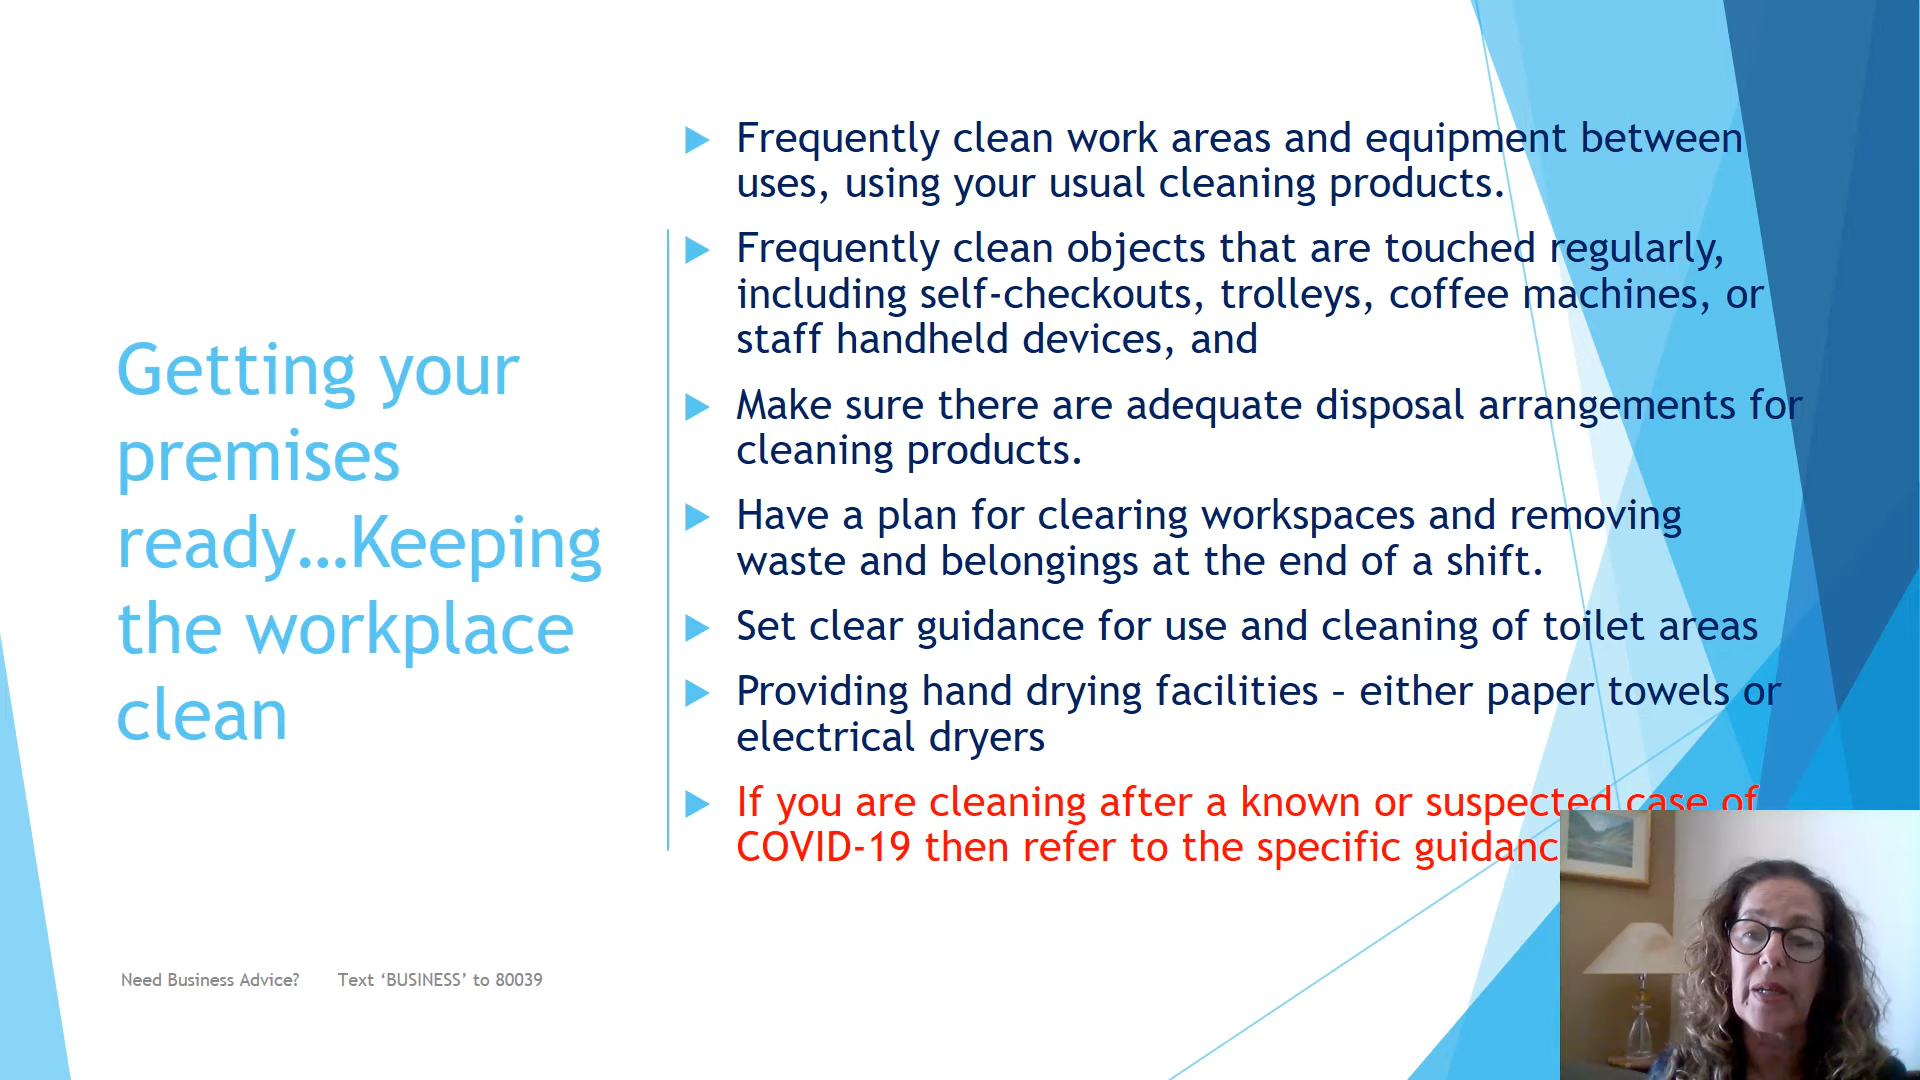 Getting your
premises
ready...Keeping
the workplace
clean
Frequently clean work areas and equipment between
uses, using your usual cleaning products.
Frequently clean objects that are touched regularly,
including self-checkouts, trolleys, coffee machines, or
staff handheld devices, and
Make sure there are adequate disposal arrangements for
cleaning products.
Have a plan for clearing workspaces and removing
waste and belongings at the end of a shift.
Set clear guidance for use and cleaning of toilet areas
Providing hand drying facilities – either paper towels or
electrical dryers
If you are cleaning after a known or suspected case of
COVID-19 then refer to the specific guidanc
Need Business Advice? Text ‘BUSINESS’ to 80039